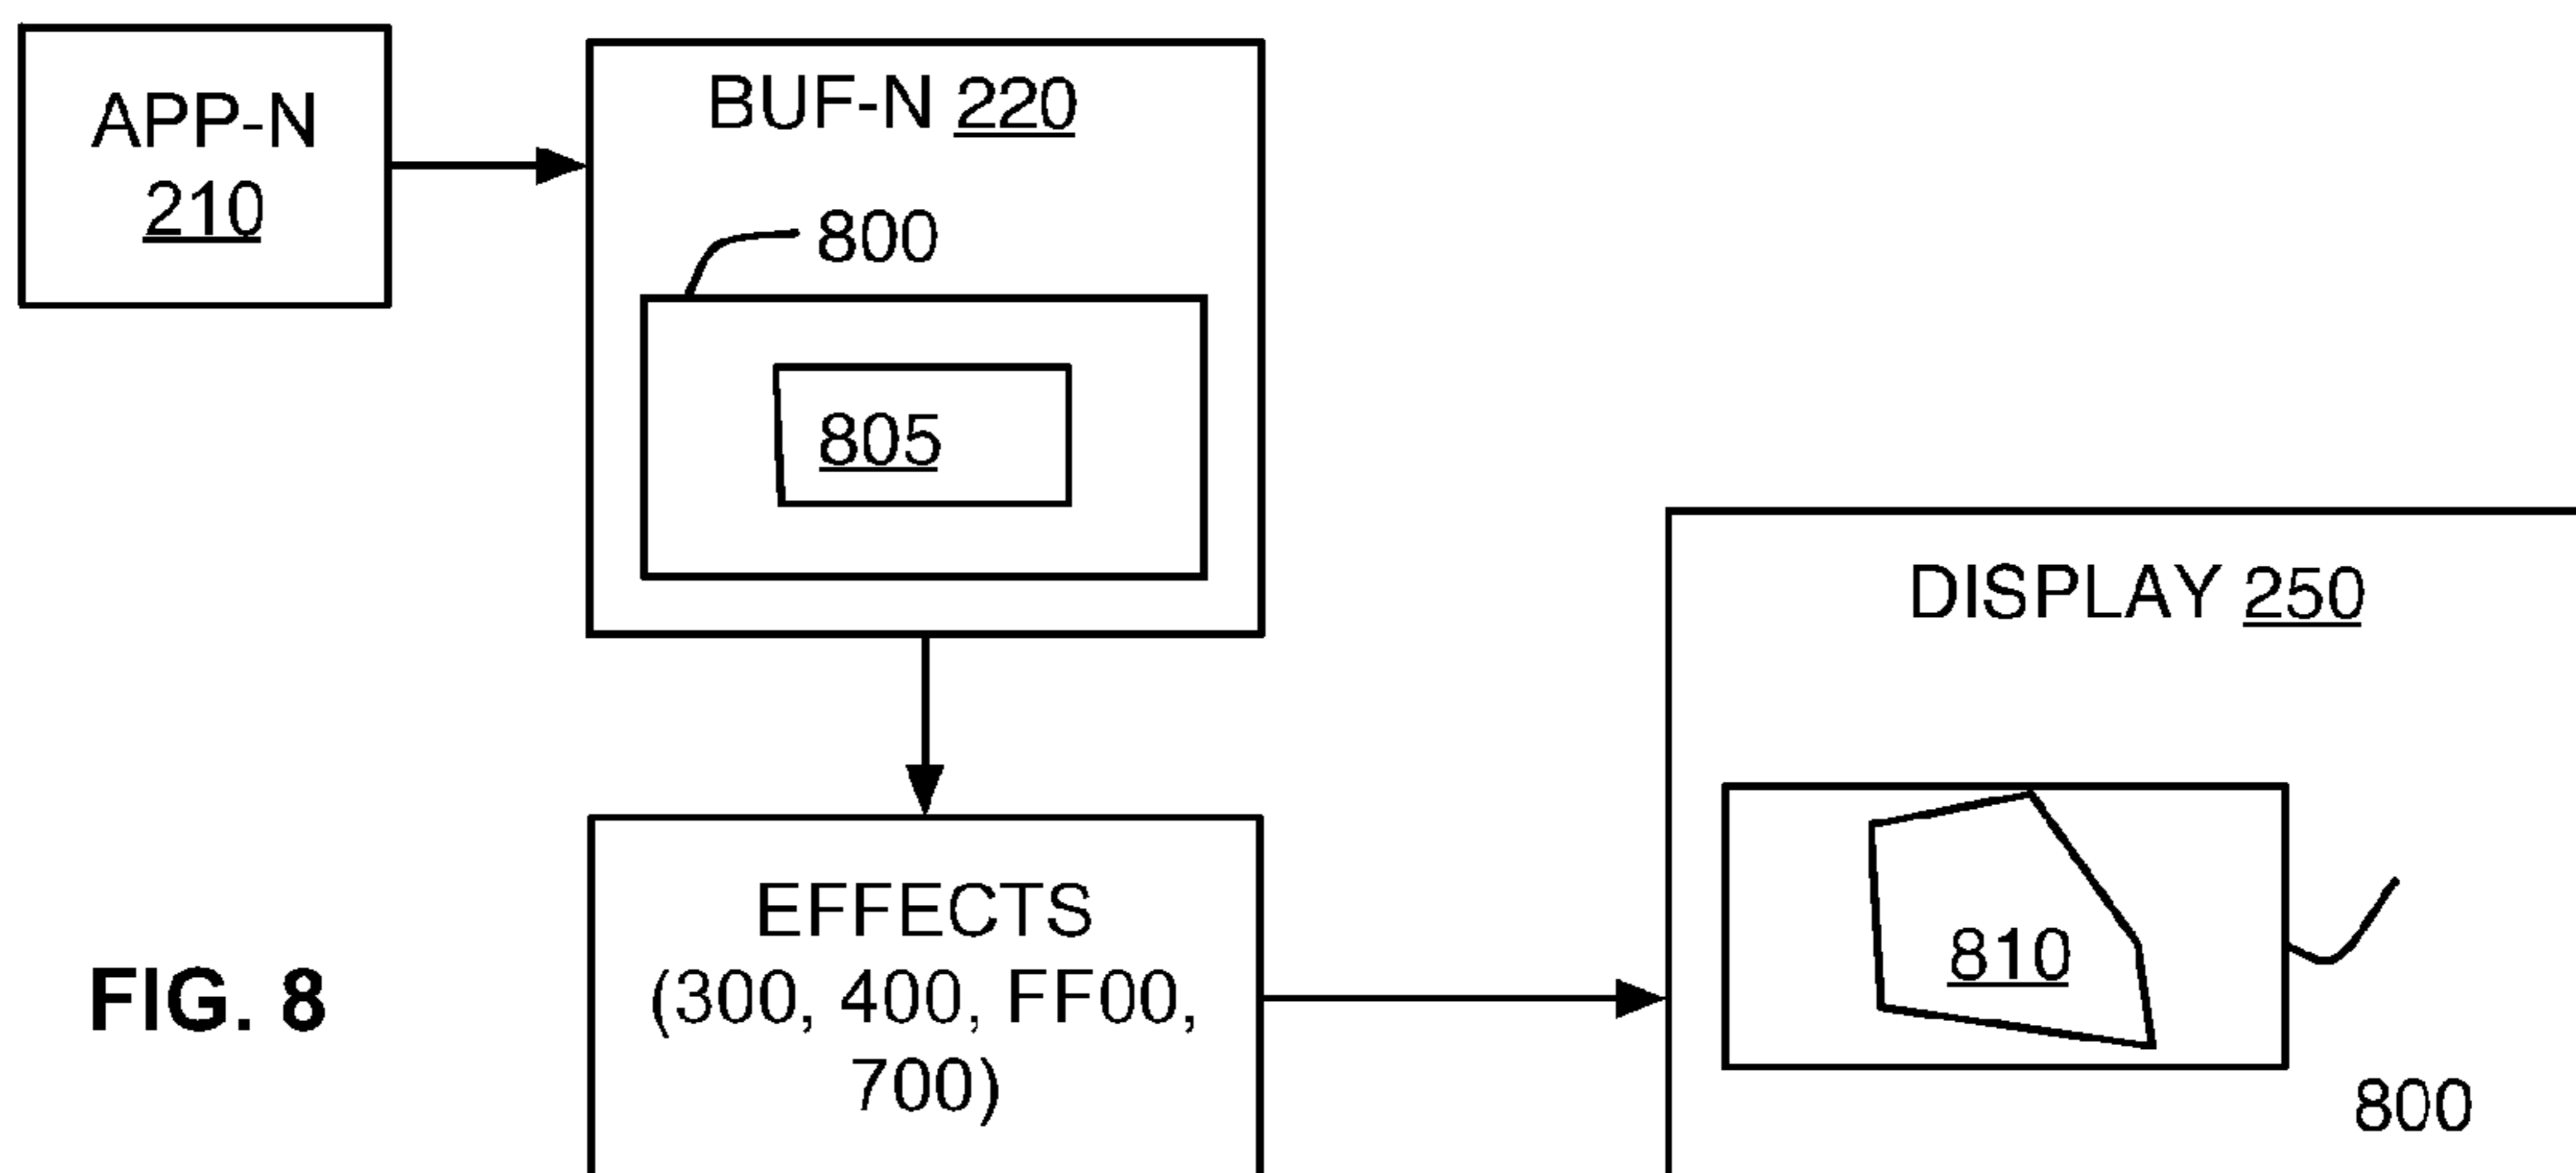 APP-N
210
BUF-N 220
800
805
DISPLAY 250
EFFECTS
(300, 400, FF00,
700)
810
800
FIG. 8